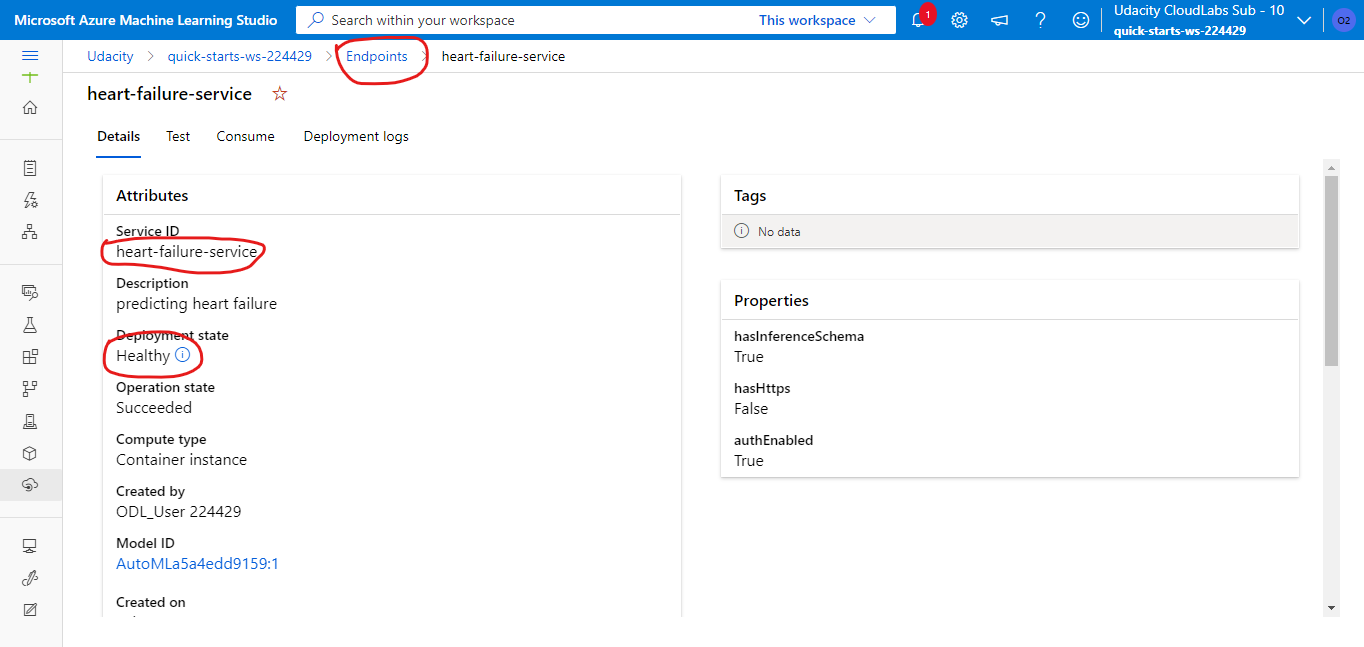 Microsoft Azure Machine Learning Studio
Search within your workspace
This workspace
1
Udacity CloudLabs Sub - 10
quick-starts-ws-224429
O2
Udacity > quick-starts-ws-224429 > Endpoints > heart-failure-service
heart-failure-service
Details Test Consume Deployment logs
Attributes
Service ID
heart-failure-service
Description
predicting heart failure
Deployment state
Healthy
Operation state
Succeeded
Compute type
Container instance
Created by
ODL_User 224429
Model ID
AutoMLa5a4edd9159:1
Created on
Tags
No data
Properties
hasInferenceSchema
True
hasHttps
False
authEnabled
True